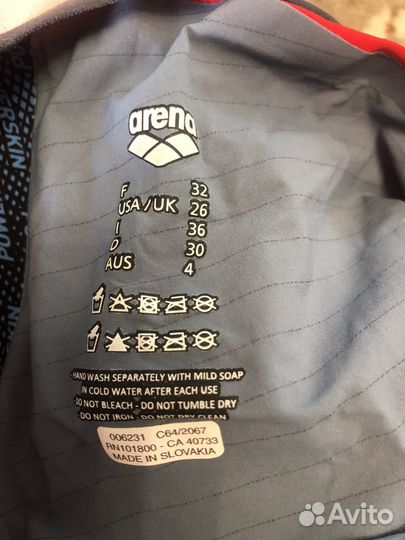 arena
F 32
USA/UK 26
I 36
D 30
AUS 4
- HAND WASH SEPARATELY WITH MILD SOAP
IN COLD WATER AFTER EACH USE
- DO NOT BLEACH - DO NOT TUMBLE DRY
- DO NOT IRON - DO NOT DRY CLEAN
006231 C64/2067
RN101800 - CA 40733
MADE IN SLOVAKIA
Avito